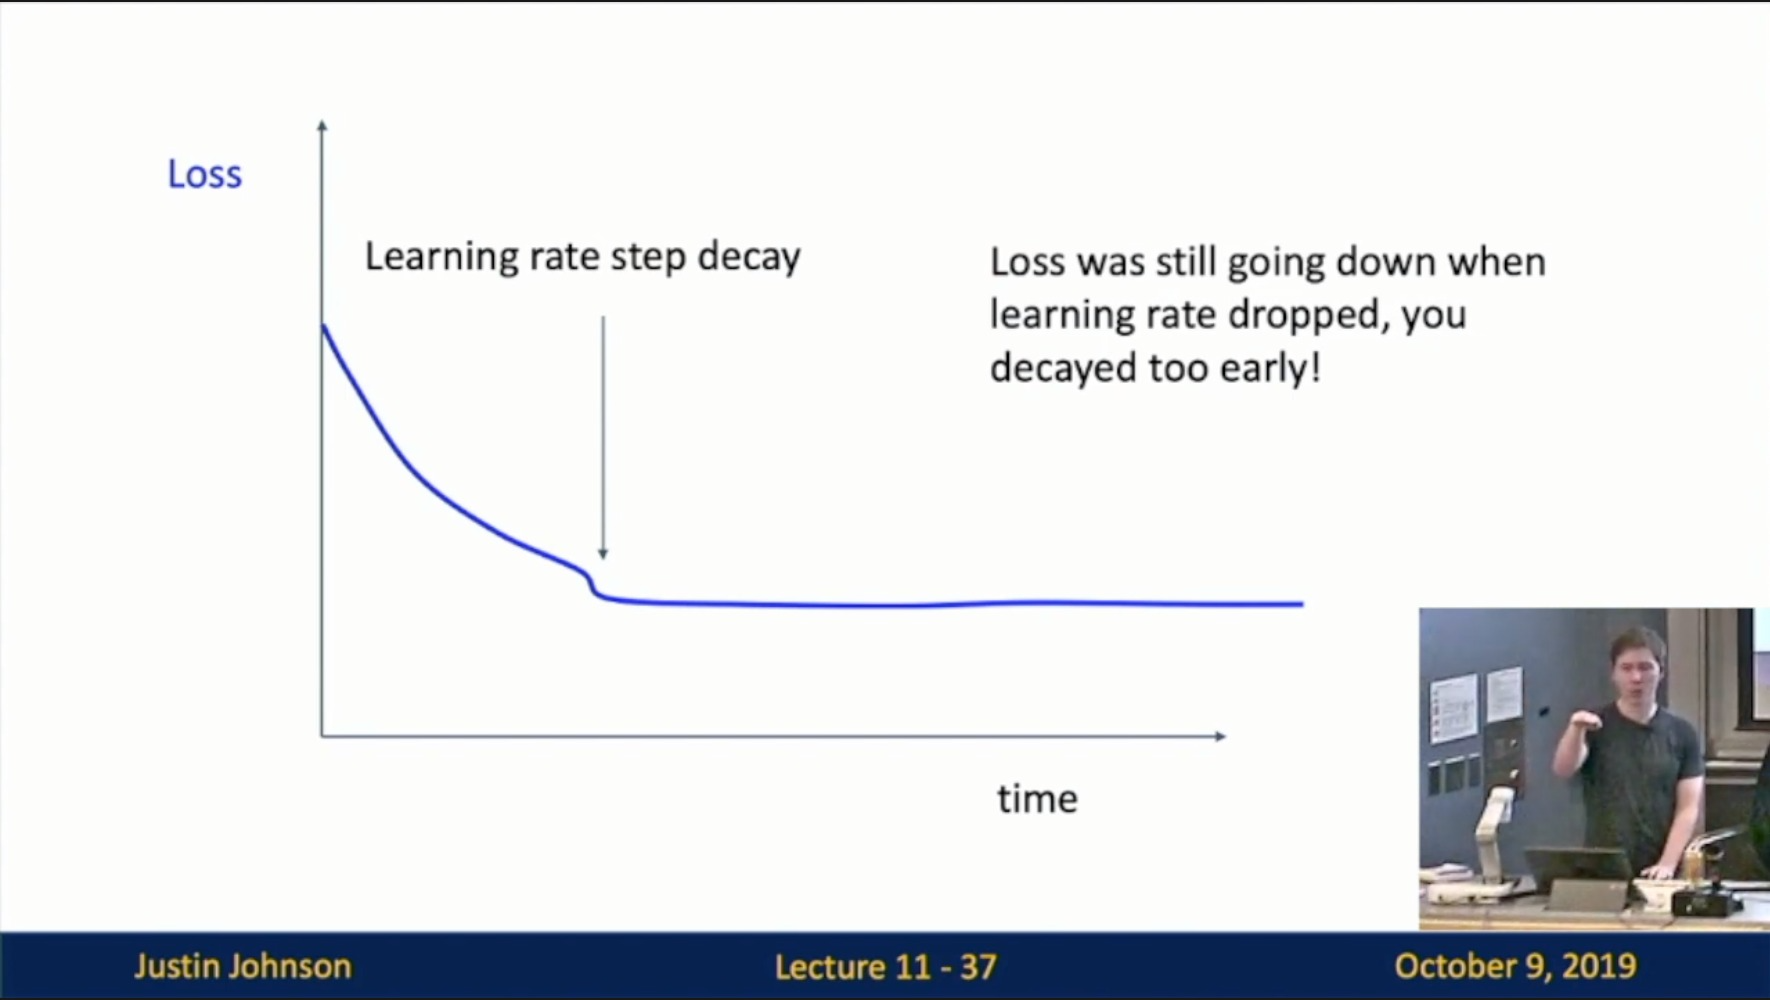 Loss
Learning rate step decay
Loss was still going down when
learning rate dropped, you
decayed too early!
time
Justin Johnson
Lecture 11 - 37
October 9, 2019